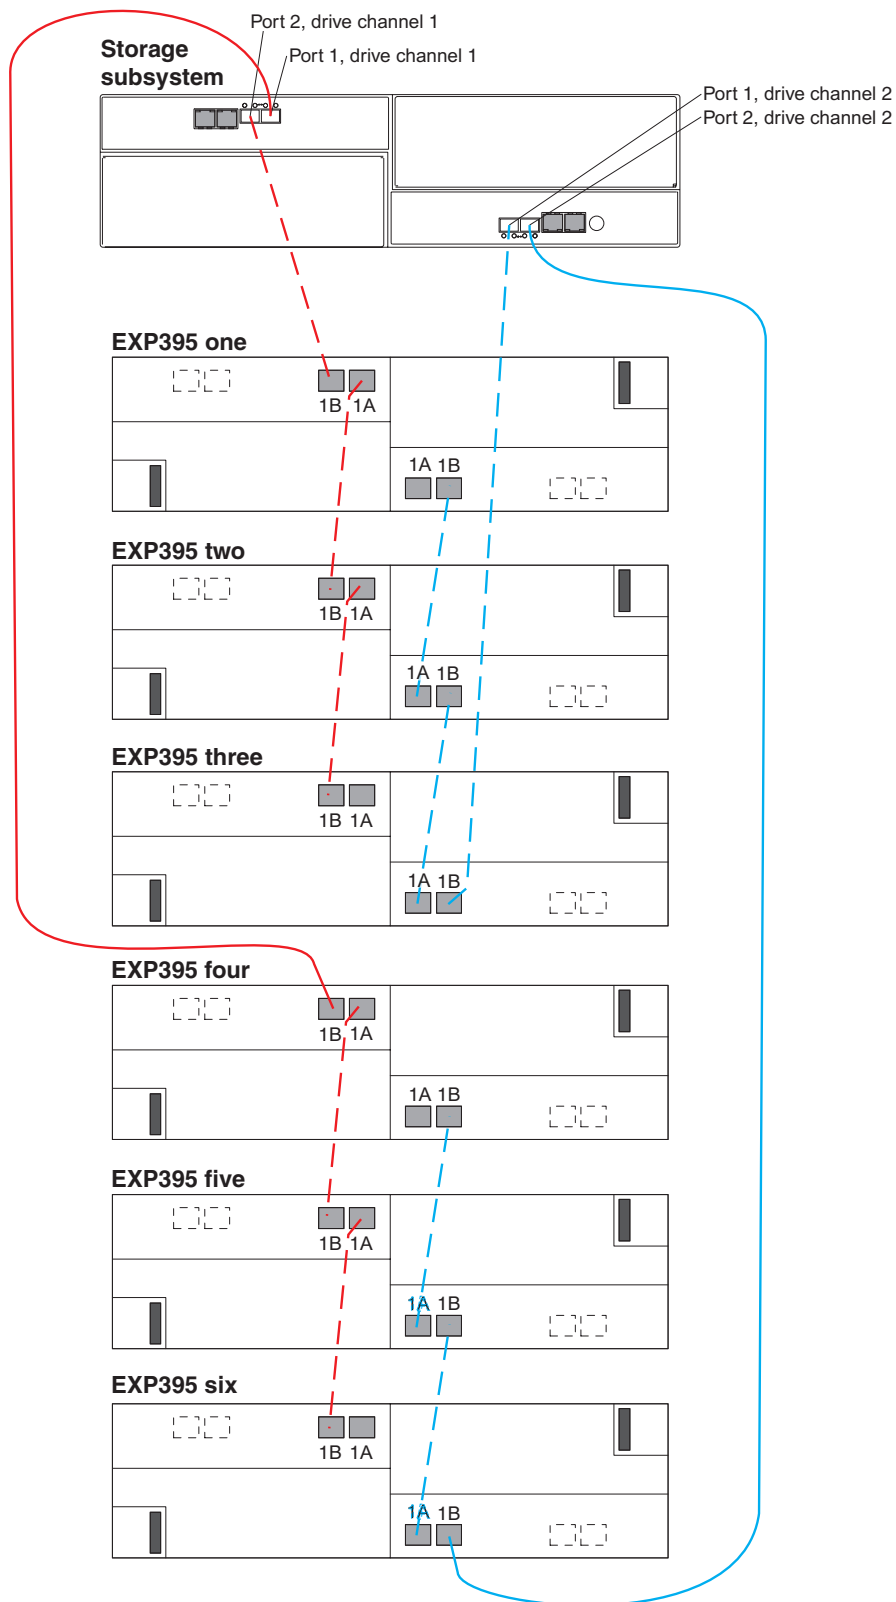 Port 2, drive channel 1
Storage
subsystem
Port 1, drive channel 1
Port 1, drive channel 2
Port 2, drive channel 2
EXP395 one
1B 1A
1A 1B
EXP395 two
1B 1A
1A 1B
EXP395 three
1B 1A
1A 1B
EXP395 four
1B 1A
1A 1B
EXP395 five
1B 1A
1A 1B
EXP395 six
1B 1A
1A 1B